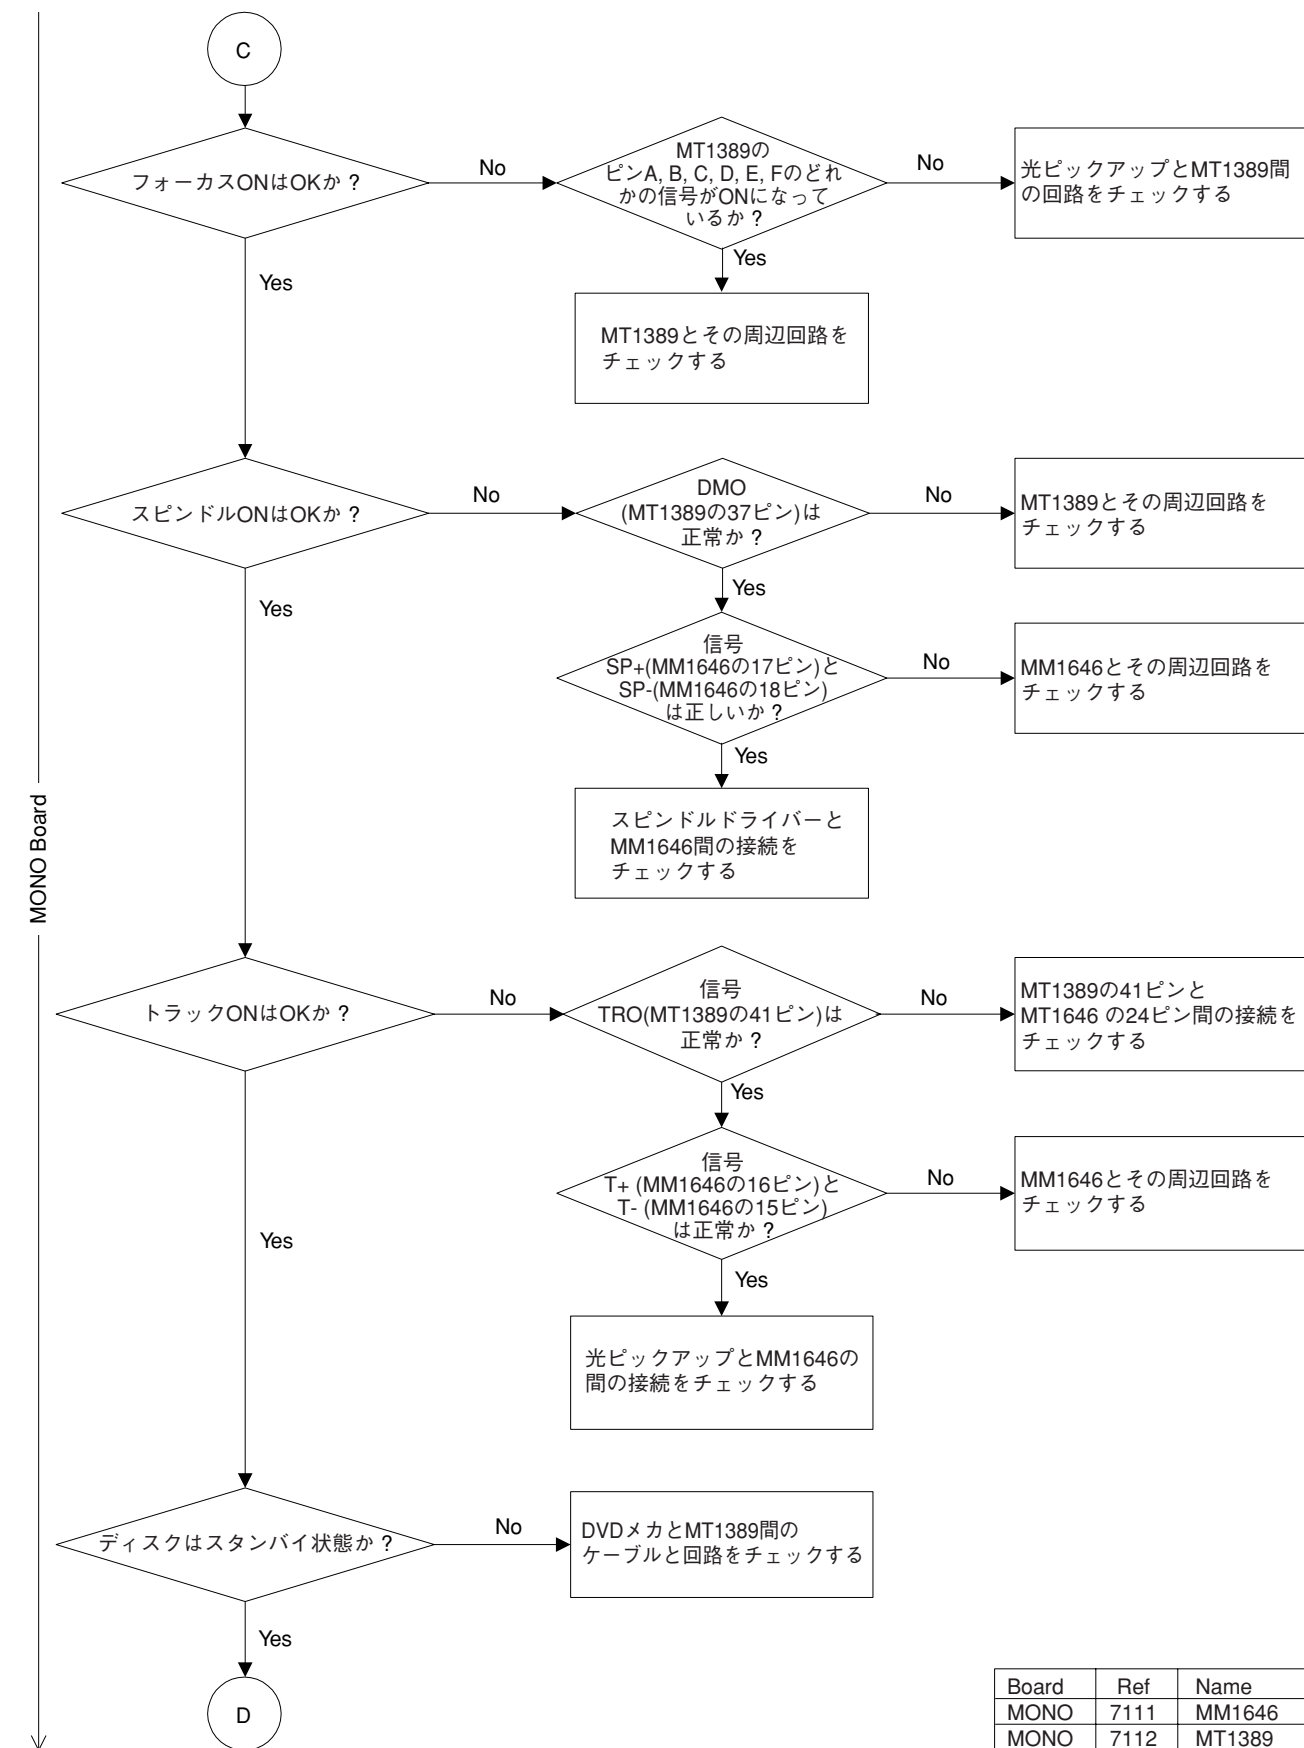 C
フォーカスONはOKか？
No
MT1389の
ピンA, B, C, D, E, Fのどれ
かの信号がONになって
いるか？
No
光ピックアップとMT1389間
の回路をチェックする
Yes
Yes
MT1389とその周辺回路を
チェックする
スピンドルONはOKか？
No
DMO
(MT1389の37ピン)は
正常か？
No
MT1389とその周辺回路を
チェックする
Yes
Yes
信号
SP+(MM1646の17ピン)と
SP-(MM1646の18ピン)
は正しいか？
No
MM1646とその周辺回路を
チェックする
Yes
スピンドルドライバーと
MM1646間の接続を
チェックする
MONO Board
トラックONはOKか？
No
信号
TRO(MT1389の41ピン)は
正常か？
No
MT1389の41ピンと
MT1646 の24ピン間の接続を
チェックする
Yes
Yes
信号
T+ (MM1646の16ピン)と
T- (MM1646の15ピン)
は正常か？
No
MM1646とその周辺回路を
チェックする
Yes
光ピックアップとMM1646の
間の接続をチェックする
ディスクはスタンバイ状態か？
No
DVDメカとMT1389間の
ケーブルと回路をチェックする
Yes
D
Board Ref Name
MONO 7111 MM1646
MONO 7112 MT1389